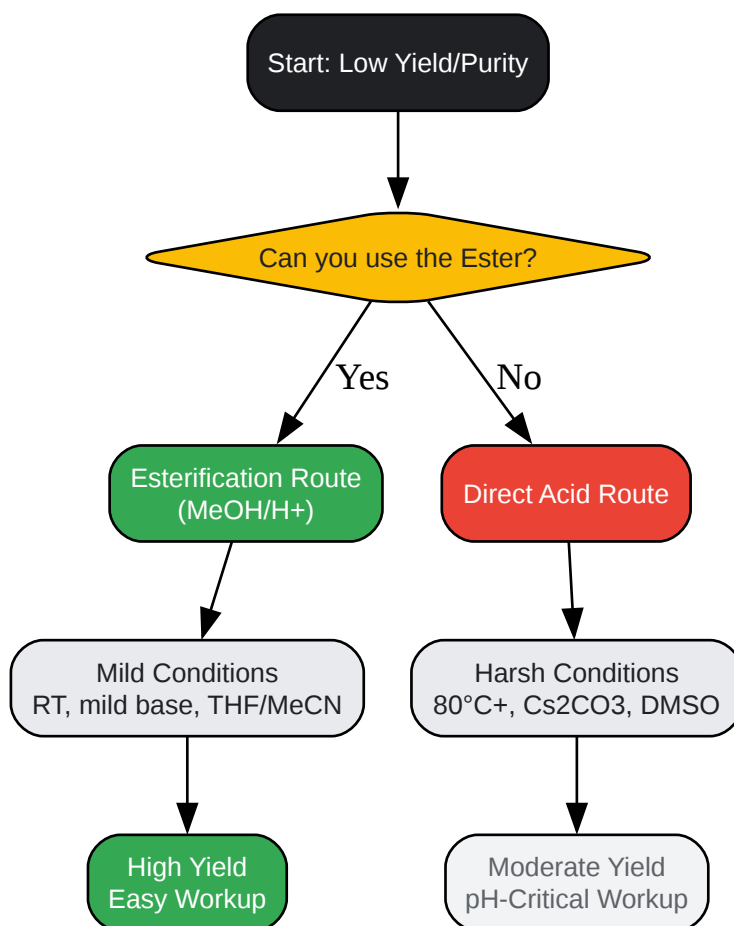 Start: Low Yield/Purity
Can you use the Ester?
Yes
No
Esterification Route
(MeOH/H+)
Direct Acid Route
Mild Conditions
RT, mild base, THF/MeCN
Harsh Conditions
80°C+, Cs2CO3, DMSO
High Yield
Easy Workup
Moderate Yield
pH-Critical Workup